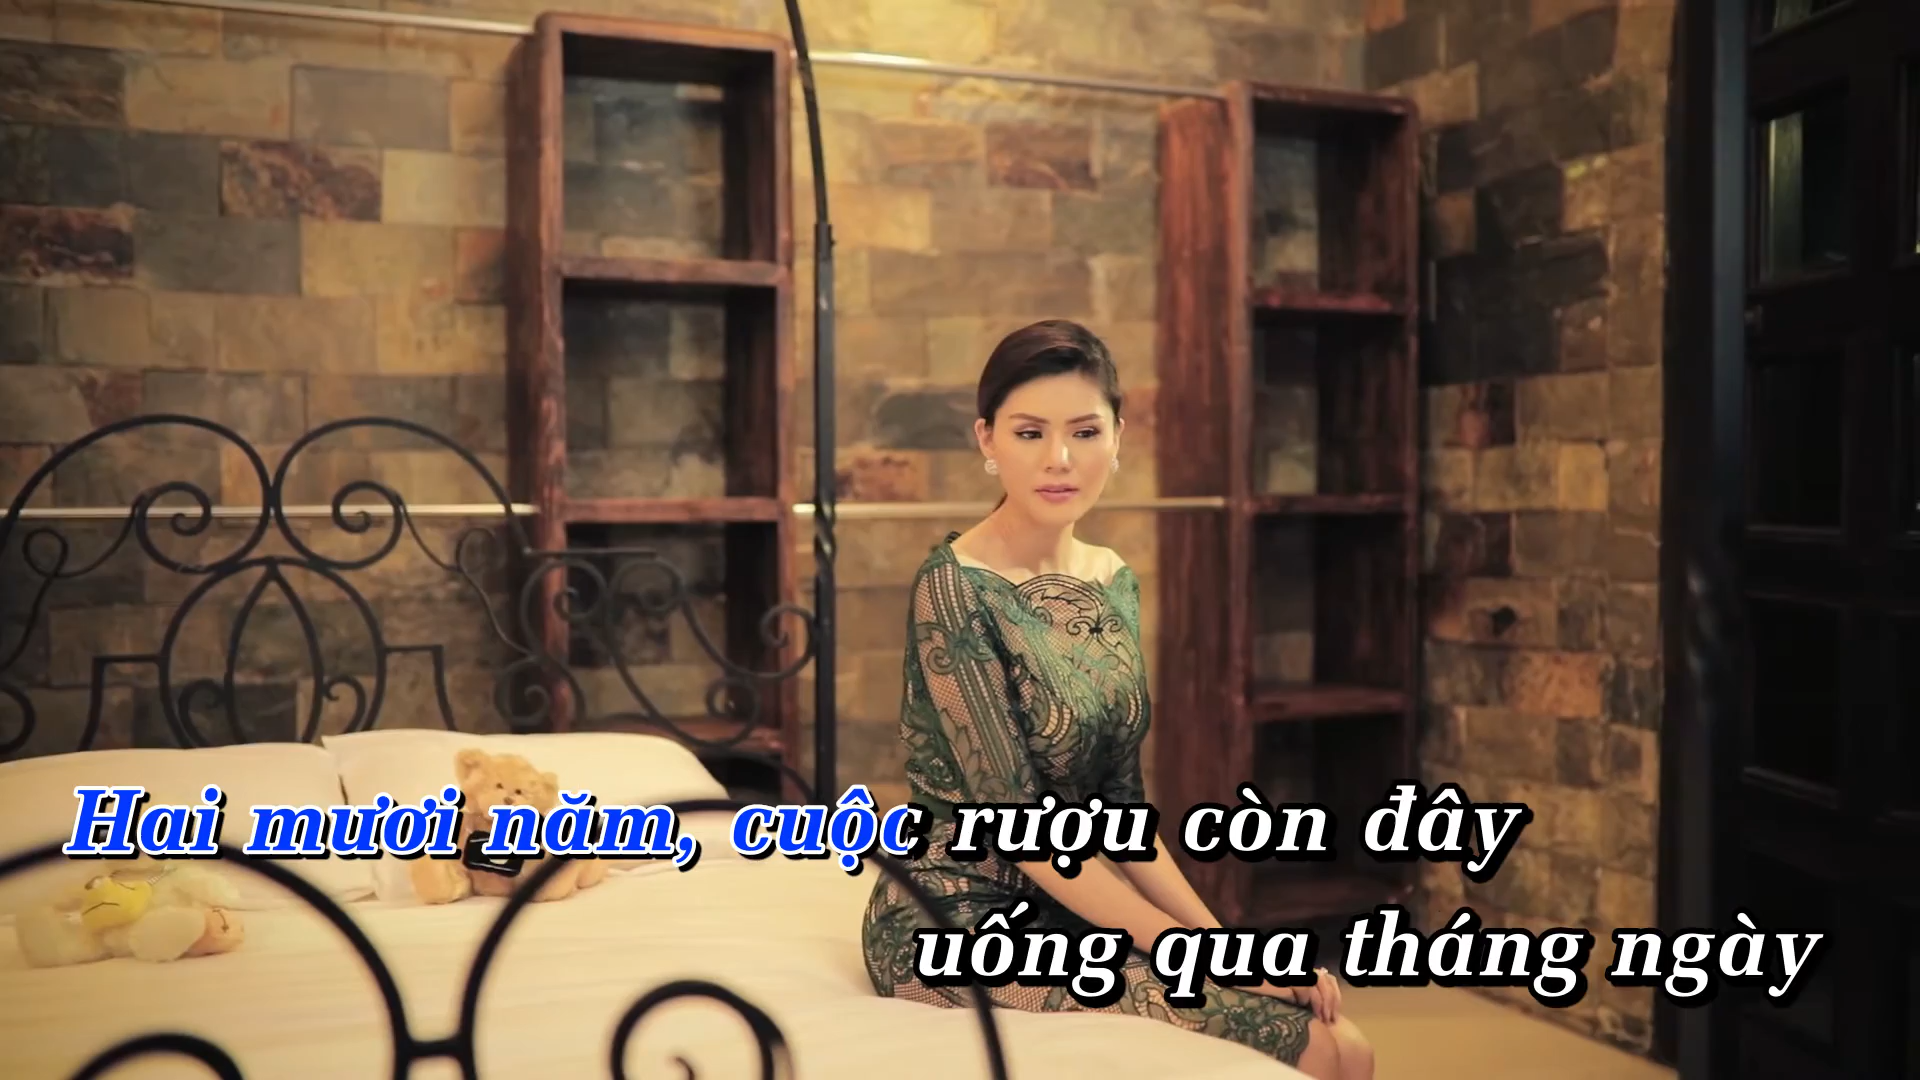 Hai mươi năm, cuộc rượu còn đây
uống qua tháng ngày